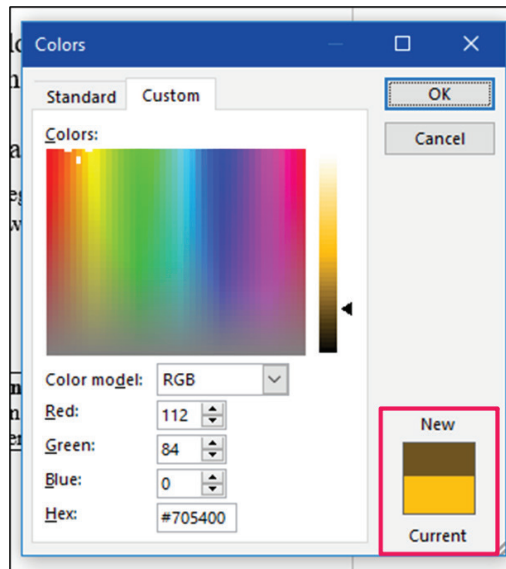 Colors
Standard Custom
OK
Cancel
Colors:
Color model: RGB
Red: 112
Green: 84
Blue: 0
Hex: #705400
New
Current